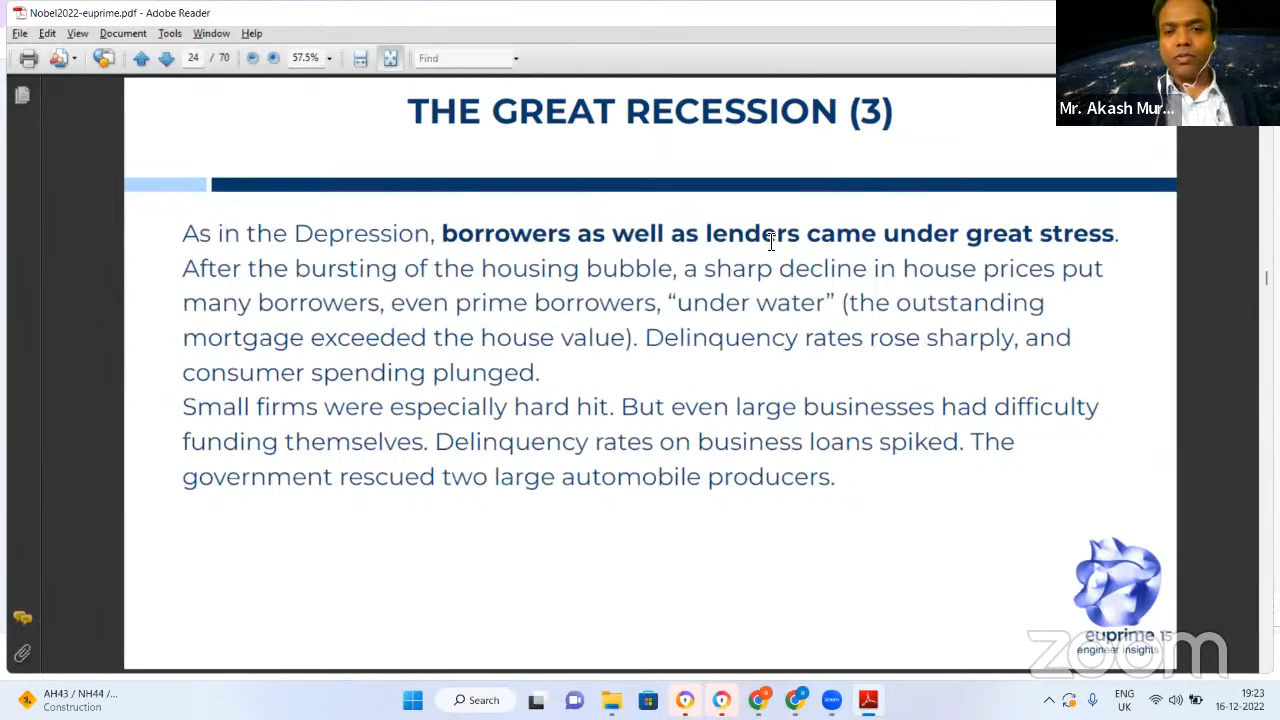 Nobel2022-euprime.pdf - Adobe Reader
File Edit View Document Tools Window Help
24 / 70 57.5% Find
Mr. Akash Mur...
THE GREAT RECESSION (3)
As in the Depression, borrowers as well as lenders came under great stress.
After the bursting of the housing bubble, a sharp decline in house prices put
many borrowers, even prime borrowers, “under water” (the outstanding
mortgage exceeded the house value). Delinquency rates rose sharply, and
consumer spending plunged.
Small firms were especially hard hit. But even large businesses had difficulty
funding themselves. Delinquency rates on business loans spiked. The
government rescued two large automobile producers.
euprime 15
engineer insights
zoom
AH43 / NH44 /...
Construction
Search
zoom
ENG
UK
19:23
16-12-2022